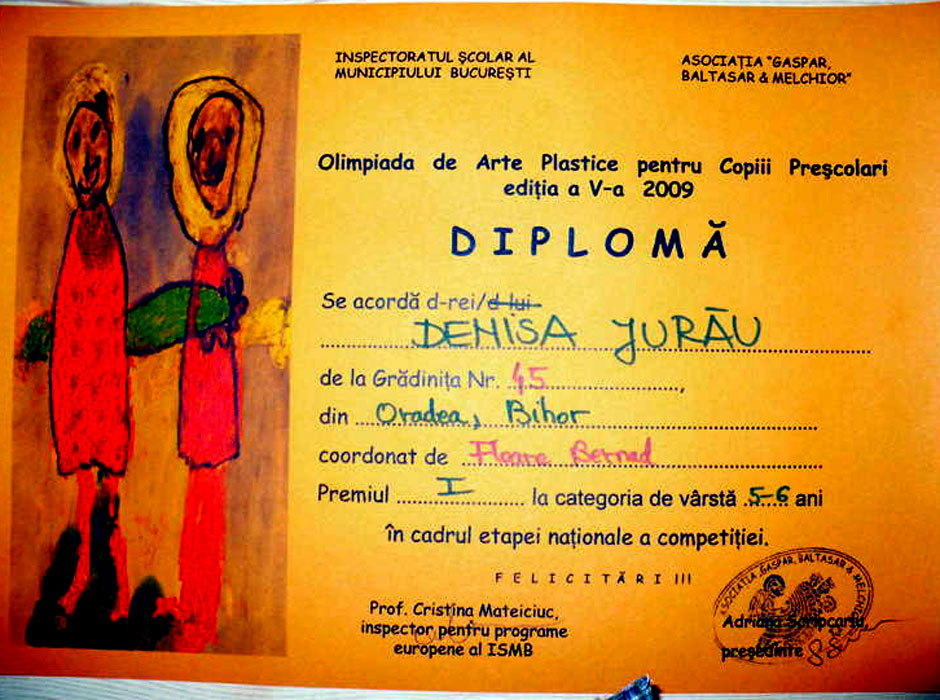 INSPECTORATUL ŞCOLAR AL
MUNICIPIULUI BUCUREŞTI
ASOCIAŢIA "GASPAR,
BALTASAR & MELCHIOR"
Olimpiada de Arte Plastice pentru Copiii Preşcolari
ediţia a V-a 2009
DIPLOMĂ
Se acordă d-rei/d-lui
DENISA JURĂU
de la Grădiniţa Nr. 45,
din Oradea, Bihor
coordonat de Floare Bernad
Premiul I la categoria de vârstă 5-6 ani
în cadrul etapei naţionale a competiţiei.
FELICITĂRI!!!
Prof. Cristina Mateiciuc,
inspector pentru programe
europene al ISMB
ASOCIAŢIA „GASPAR, BALTASAR & MELCHIOR
Adriana Scripcariu,
preşedinte